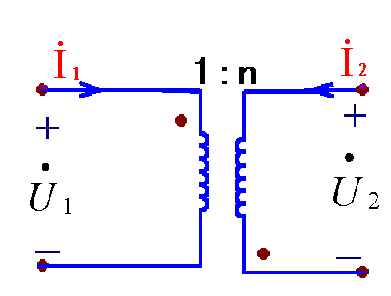 İ1 1 : n İ2
+ +
U̇1 U̇2
— —